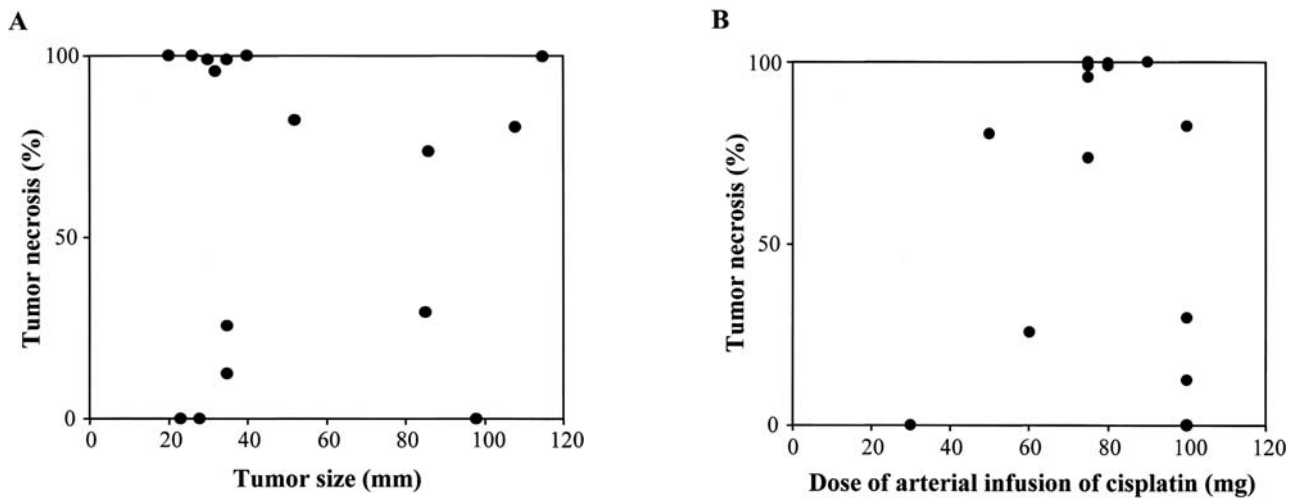 A
Tumor necrosis (%)
100
50
0
0 20 40 60 80 100 120
Tumor size (mm)
B
Tumor necrosis (%)
100
50
0
0 20 40 60 80 100 120
Dose of arterial infusion of cisplatin (mg)